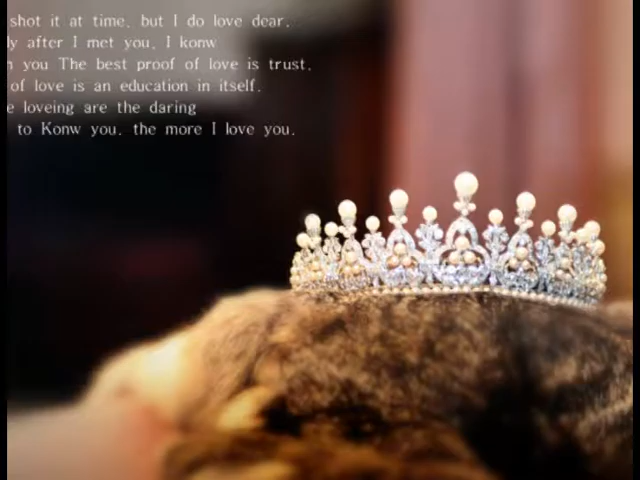 shot it at time. but I do love dear.
after I met you, I konw
you The best proof of love is trust.
of love is an education in itself.
loveing are the daring
to Konw you. the more I love you.